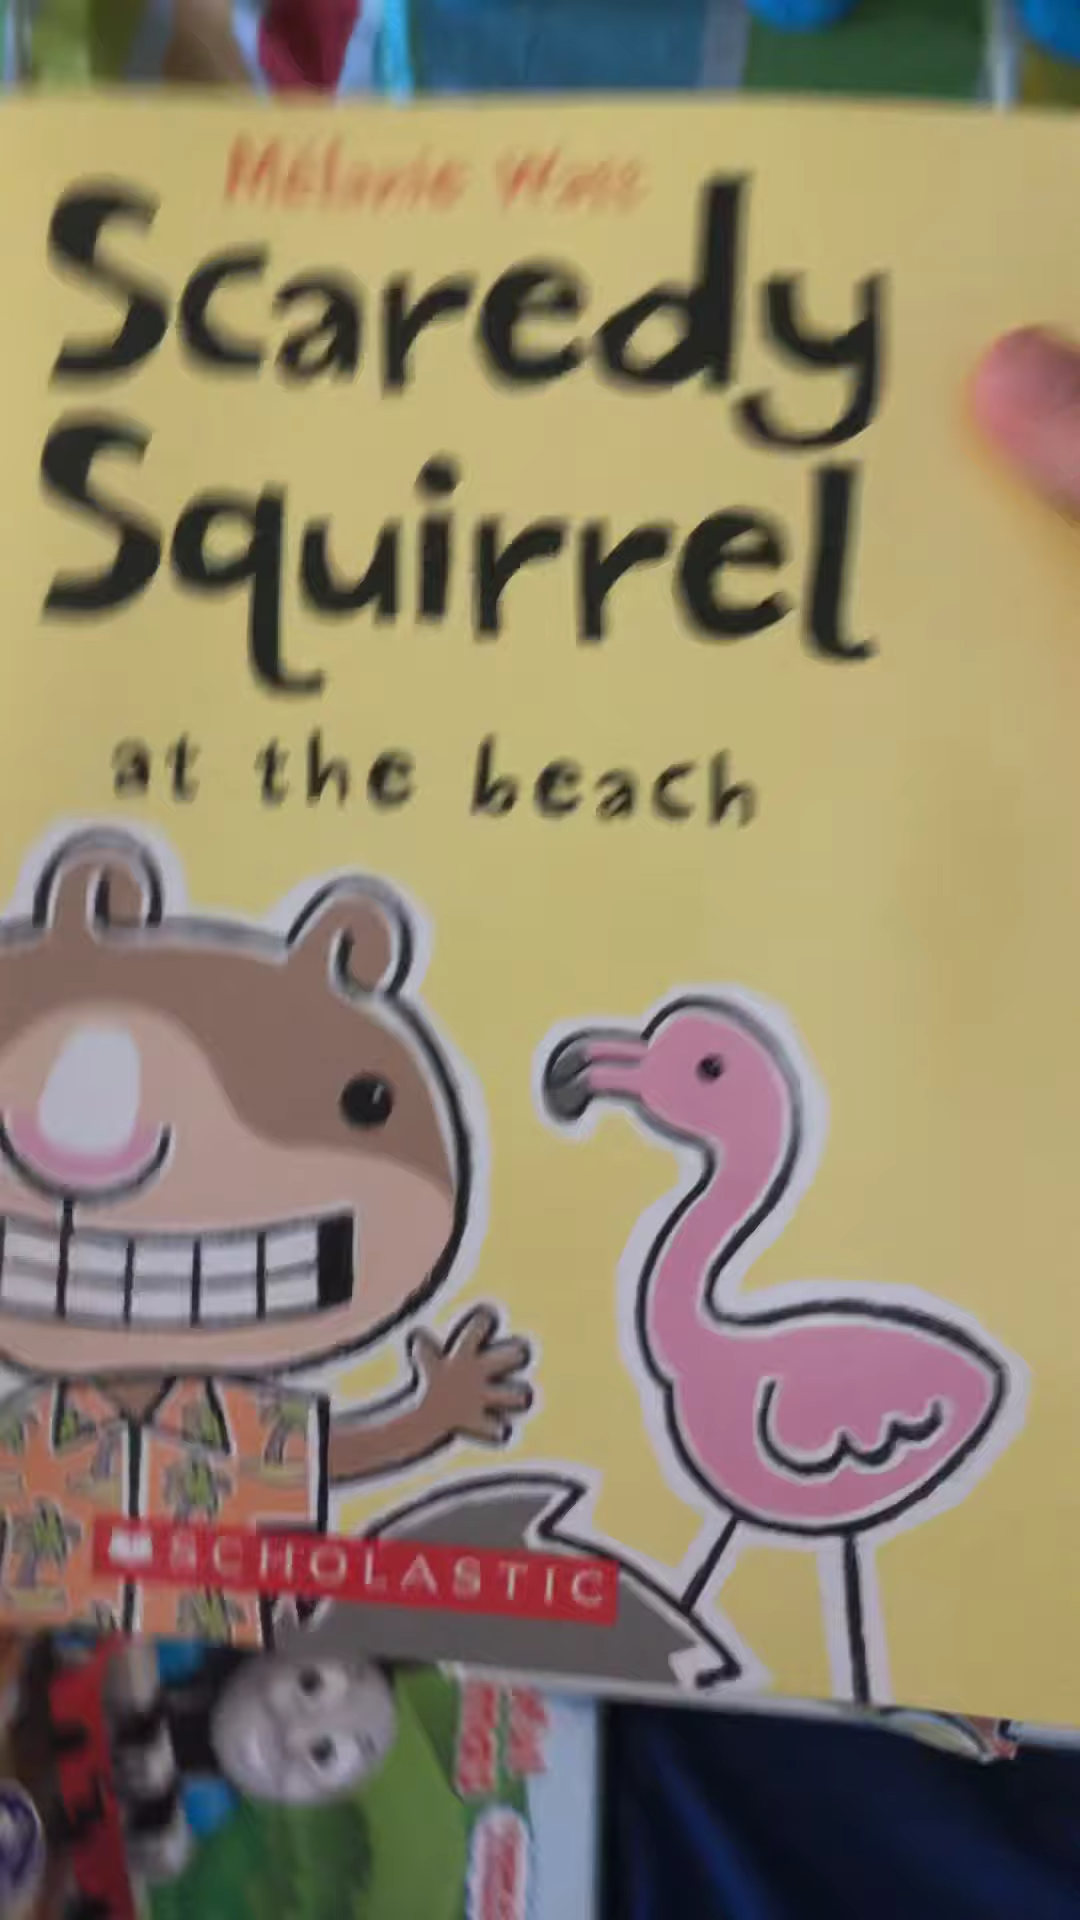 Mélanie Watt
Scaredy
Squirrel
at the beach
SCHOLASTIC